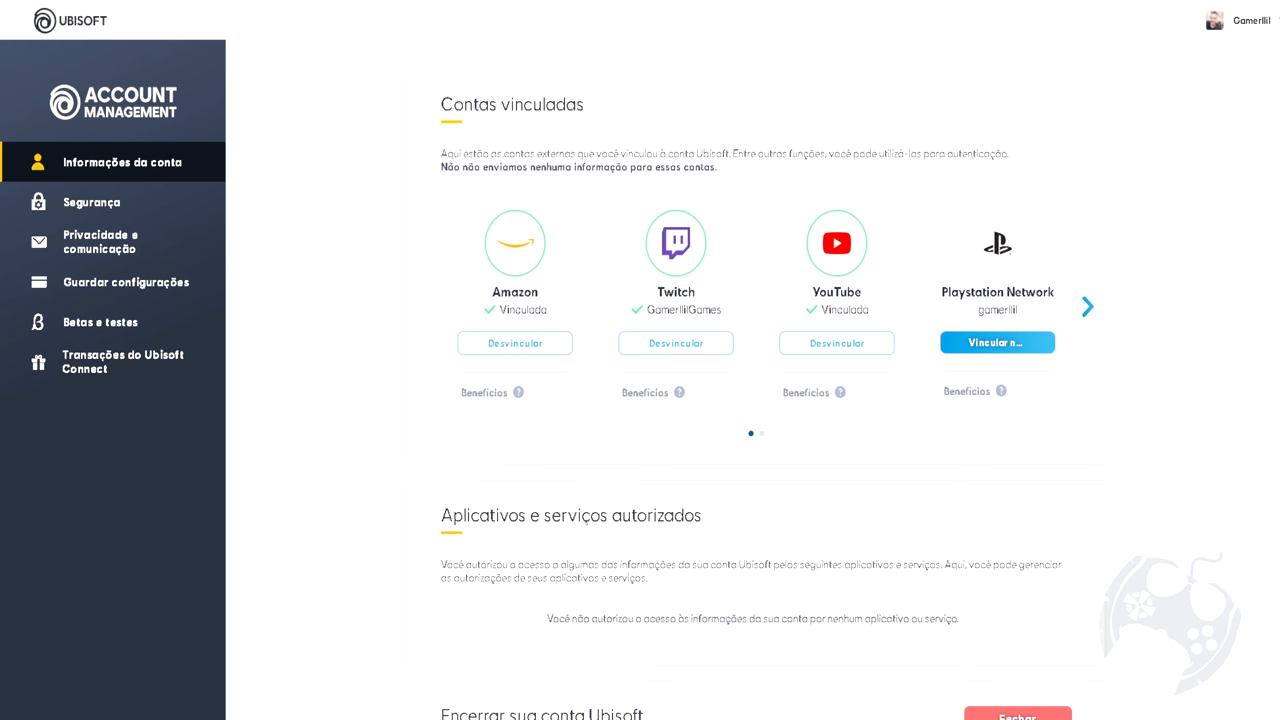 UBISOFT
Gamerllil
ACCOUNT
MANAGEMENT
Informações da conta
Segurança
Privacidade e
comunicação
Guardar configurações
Betas e testes
Transações do Ubisoft
Connect
Contas vinculadas
Aqui estão as contas externas que você vinculou à conta Ubisoft. Entre outras funções, você pode utilizá-las para autenticação.
Não não enviamos nenhuma informação para essas contas.
Amazon
Vinculada
Desvincular
Benefícios ?
Twitch
GamerllilGames
Desvincular
Benefícios ?
YouTube
Vinculada
Desvincular
Benefícios ?
Playstation Network
gamerllil
Vincular n...
Benefícios ?
Aplicativos e serviços autorizados
Você autorizou o acesso a algumas das informações da sua conta Ubisoft pelos seguintes aplicativos e serviços. Aqui, você pode gerenciar
as autorizações de seus aplicativos e serviços.
Você não autorizou o acesso às informações da sua conta por nenhum aplicativo ou serviço.
Encerrar sua conta Ubisoft
Fechar